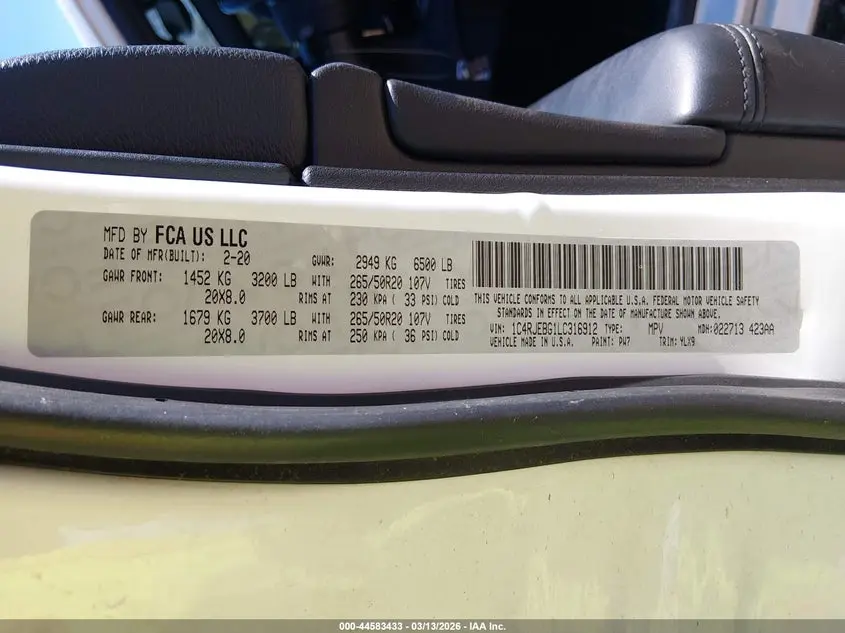 MFD BY FCA US LLC
DATE OF MFR(BUILT): 2-20 GVWR: 2949 KG 6500 LB
GAWR FRONT: 1452 KG 3200 LB WITH 265/50R20 107V TIRES
20X8.0 RIMS AT 230 KPA ( 33 PSI) COLD
GAWR REAR: 1679 KG 3700 LB WITH 265/50R20 107V TIRES
20X8.0 RIMS AT 250 KPA ( 36 PSI) COLD
THIS VEHICLE CONFORMS TO ALL APPLICABLE U.S.A. FEDERAL MOTOR VEHICLE SAFETY
STANDARDS IN EFFECT ON THE DATE OF MANUFACTURE SHOWN ABOVE.
VIN: 1C4RJEBG1LC316912 TYPE: MPV MDH: 022713 423AA
VEHICLE MADE IN U.S.A. PAINT: PW7 TRIM: YLX9
000-44583433 - 03/13/2026 - IAA Inc.